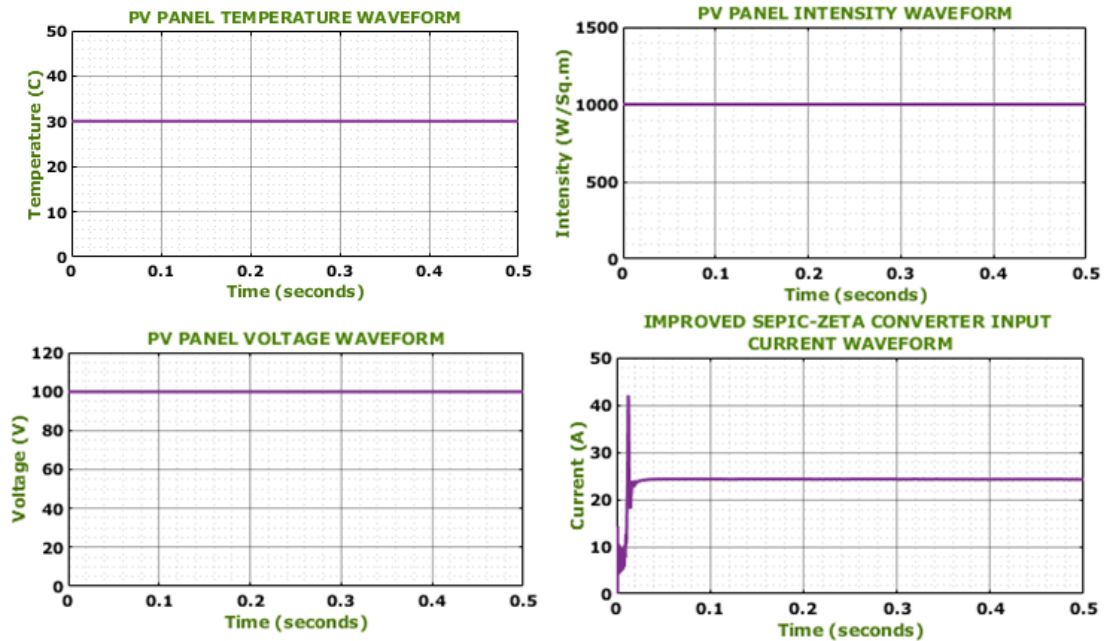 PV PANEL TEMPERATURE WAVEFORM
50
40
30
20
10
0
Temperature (C)
0 0.1 0.2 0.3 0.4 0.5
Time (seconds)
PV PANEL INTENSITY WAVEFORM
1500
1000
500
0
Intensity (W/Sq.m)
0 0.1 0.2 0.3 0.4 0.5
Time (seconds)
PV PANEL VOLTAGE WAVEFORM
120
100
80
60
40
20
0
Voltage (V)
0 0.1 0.2 0.3 0.4 0.5
Time (seconds)
IMPROVED SEPIC-ZETA CONVERTER INPUT
CURRENT WAVEFORM
50
40
30
20
10
0
Current (A)
0 0.1 0.2 0.3 0.4 0.5
Time (seconds)